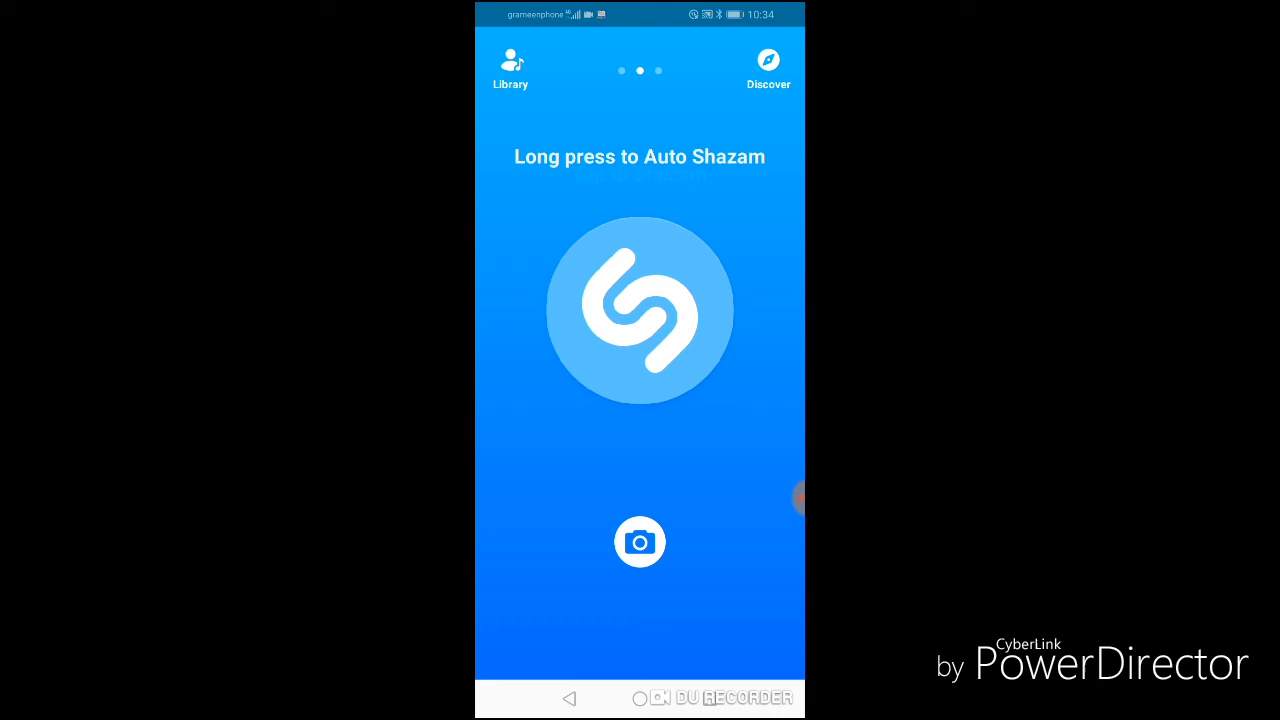 grameenphone 10:34
Library
Discover
Long press to Auto Shazam
DU RECORDER
CyberLink
by PowerDirector